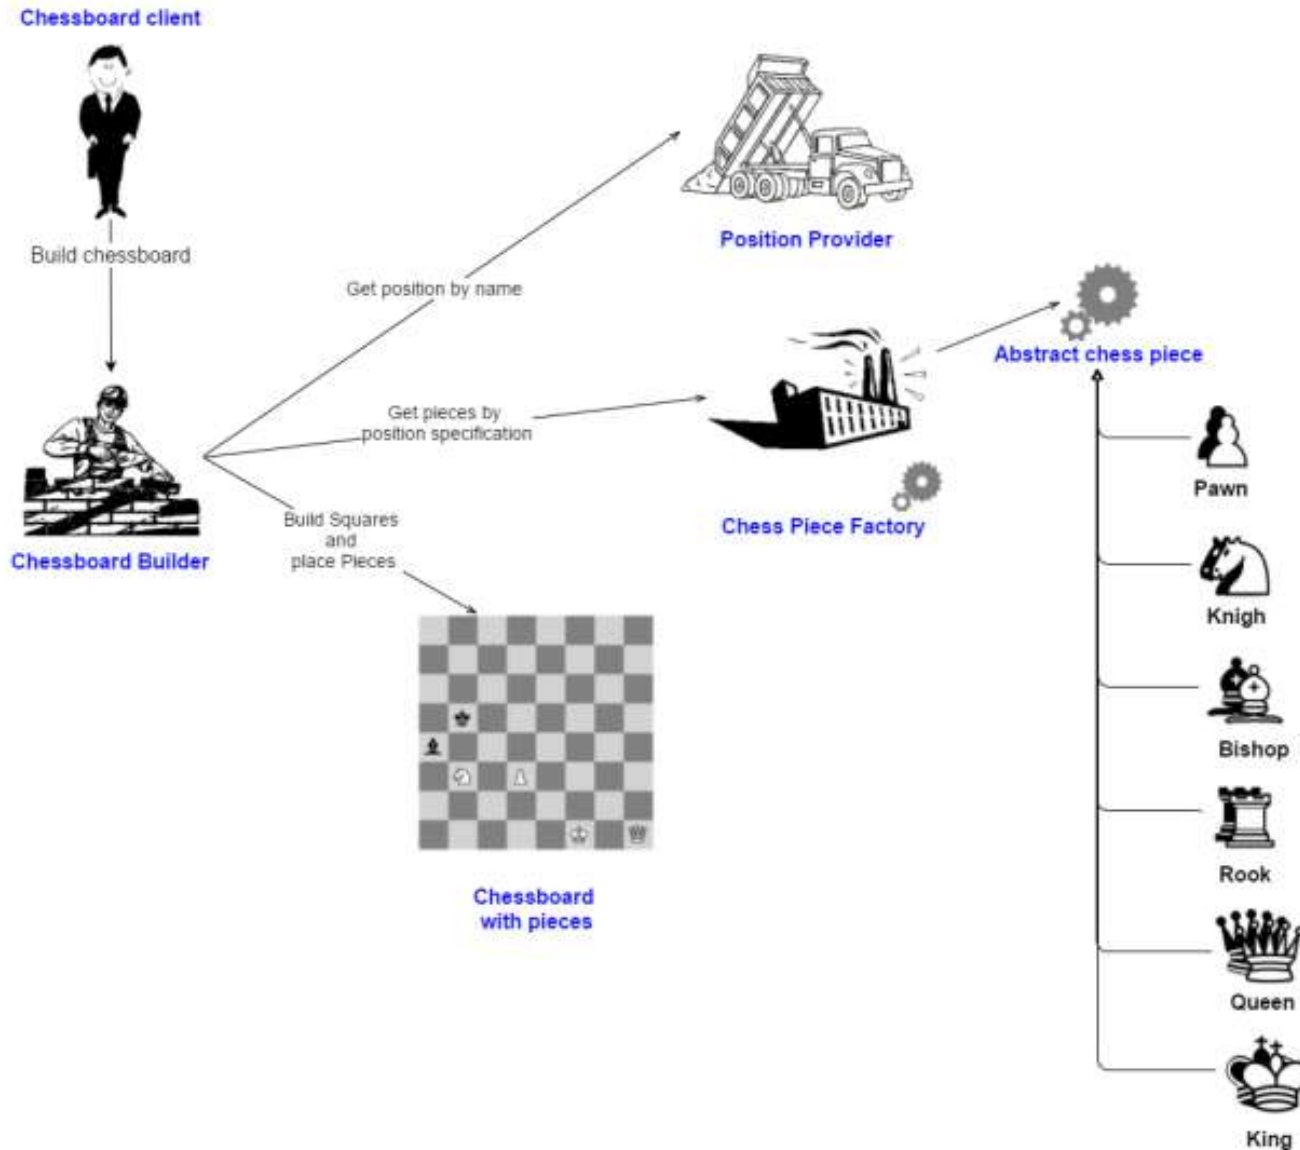 Chessboard client
Build chessboard
Position Provider
Get position by name
Abstract chess piece
Get pieces by
position specification
Pawn
Chess Piece Factory
Build Squares
and
place Pieces
Chessboard Builder
Knigh
Bishop
Rook
Chessboard
with pieces
Queen
King